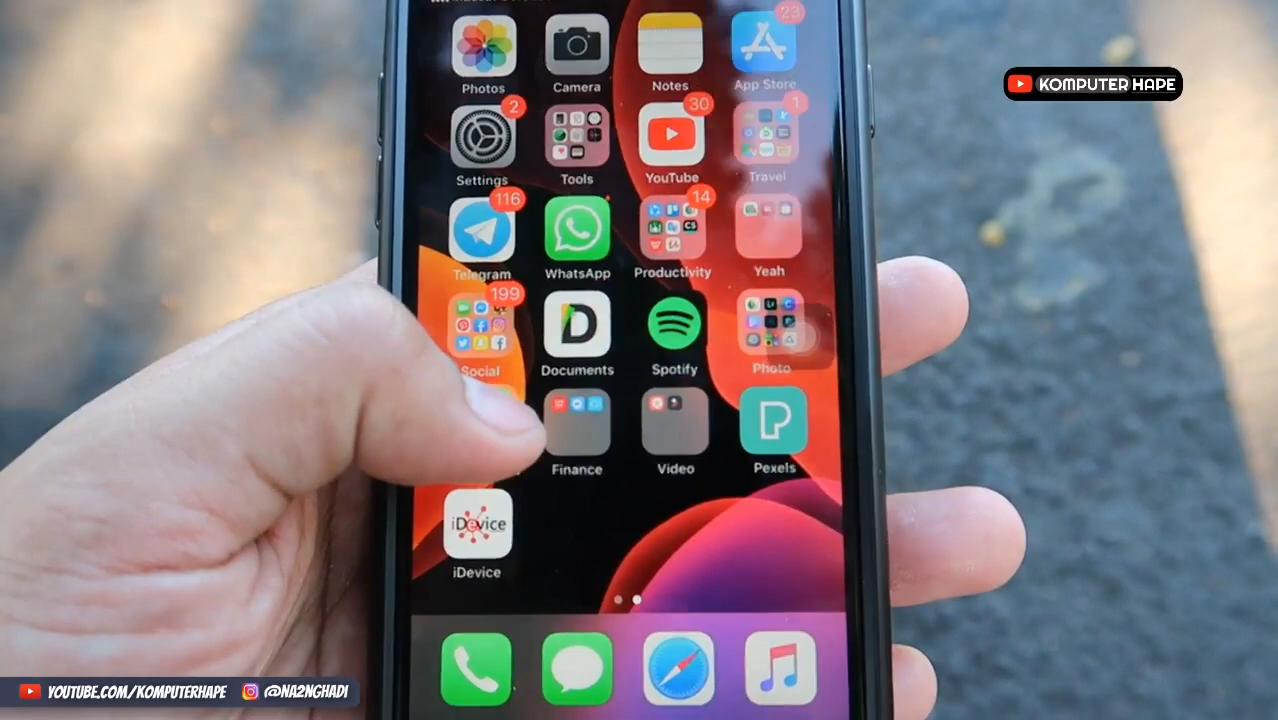 23
Photos Camera Notes App Store
KOMPUTER HAPE
2 30 1
Settings Tools YouTube Travel
116 14
CS
Telegram WhatsApp Productivity Yeah
199
D
Social Documents Spotify Photo
P
Finance Video Pexels
iDevice
iDevice
YOUTUBE.COM/KOMPUTERHAPE @NA2NGHADI